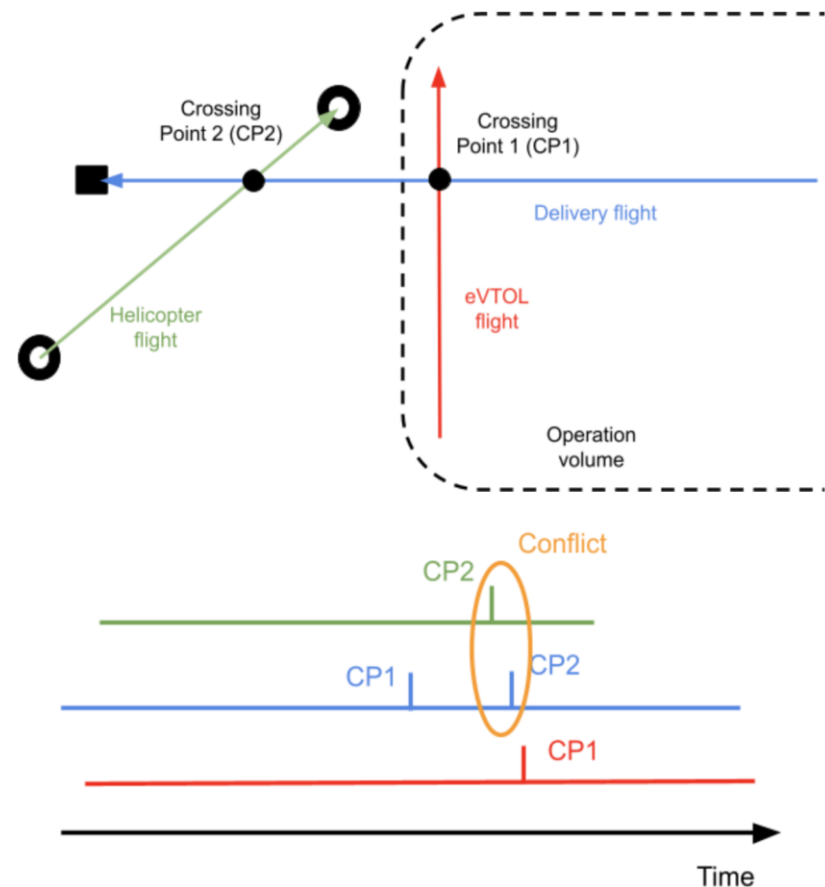 Crossing
Point 2 (CP2)
Crossing
Point 1 (CP1)
Delivery flight
eVTOL
flight
Helicopter
flight
Operation
volume
Conflict
CP2
CP1
CP2
CP1
Time